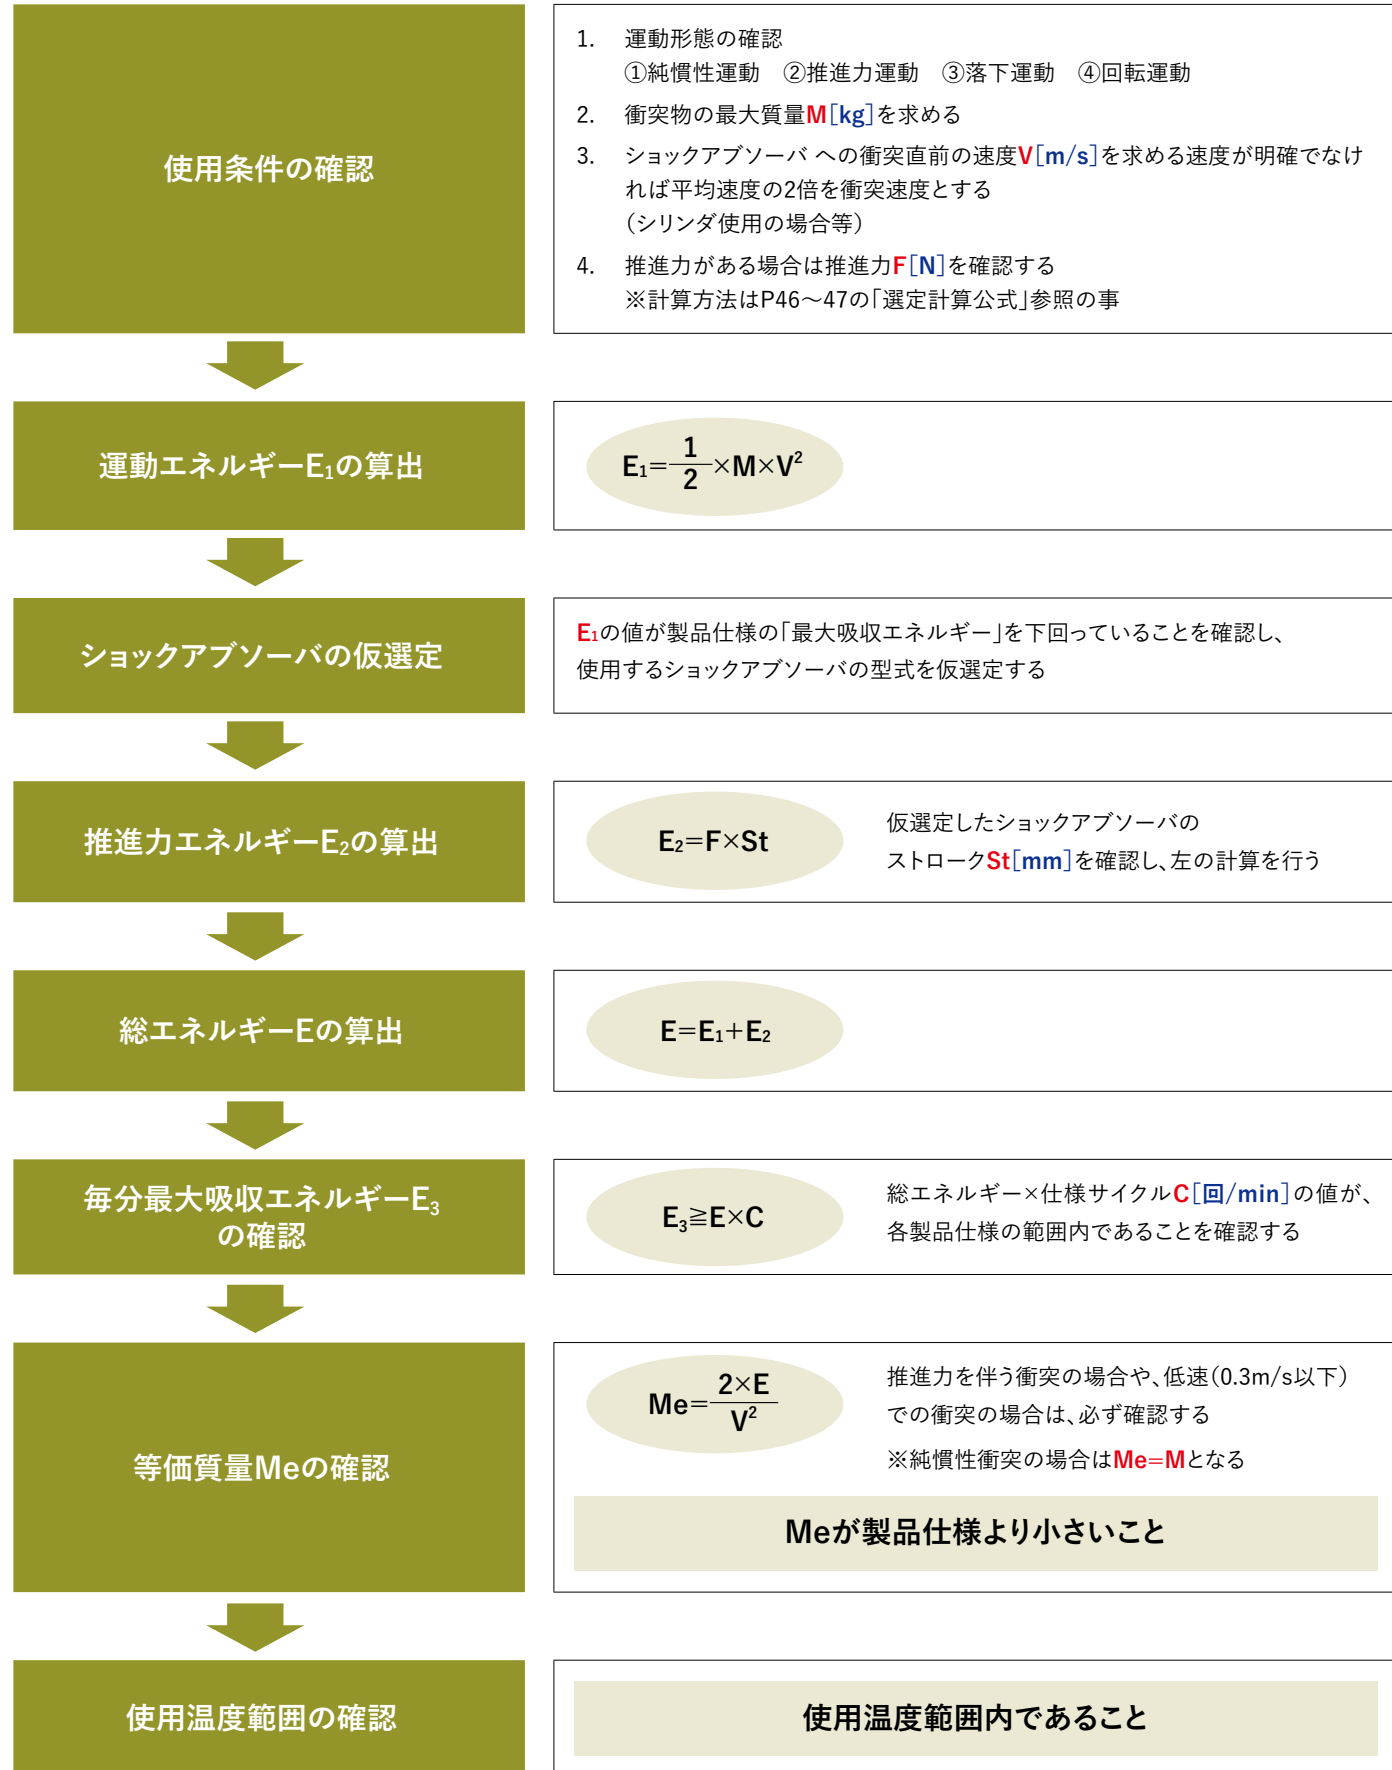 使用条件の確認
1. 運動形態の確認
①純慣性運動 ②推進力運動 ③落下運動 ④回転運動
2. 衝突物の最大質量M[kg]を求める
3. ショックアブソーバ への衝突直前の速度V[m/s]を求める速度が明確でなけ
れば平均速度の2倍を衝突速度とする
（シリンダ使用の場合等）
4. 推進力がある場合は推進力F[N]を確認する
※計算方法はP46～47の「選定計算公式」参照の事
運動エネルギーE₁の算出
E₁=1/2×M×V²
ショックアブソーバの仮選定
E₁の値が製品仕様の「最大吸収エネルギー」を下回っていることを確認し、
使用するショックアブソーバの型式を仮選定する
推進力エネルギーE₂の算出
E₂=F×St
仮選定したショックアブソーバの
ストロークSt[mm]を確認し、左の計算を行う
総エネルギーEの算出
E=E₁+E₂
毎分最大吸収エネルギーE₃
の確認
E₃≧E×C
総エネルギー×仕様サイクルC[回/min]の値が、
各製品仕様の範囲内であることを確認する
等価質量Meの確認
Me=2×E/V²
推進力を伴う衝突の場合や、低速（0.3m/s以下）
での衝突の場合は、必ず確認する
※純慣性衝突の場合はMe=Mとなる
Meが製品仕様より小さいこと
使用温度範囲の確認
使用温度範囲内であること